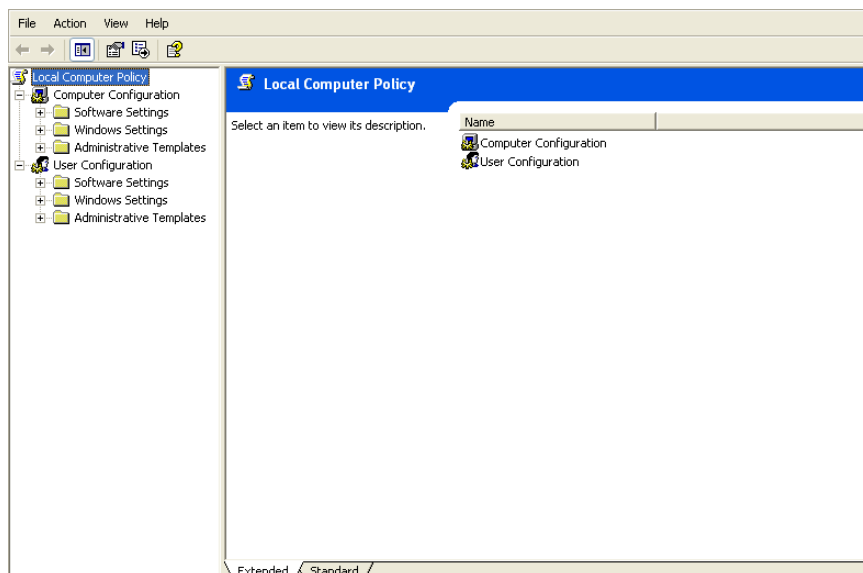 File Action View Help
Local Computer Policy
Computer Configuration
Software Settings
Windows Settings
Administrative Templates
User Configuration
Software Settings
Windows Settings
Administrative Templates
Local Computer Policy
Select an item to view its description.
Name
Computer Configuration
User Configuration
Extended Standard